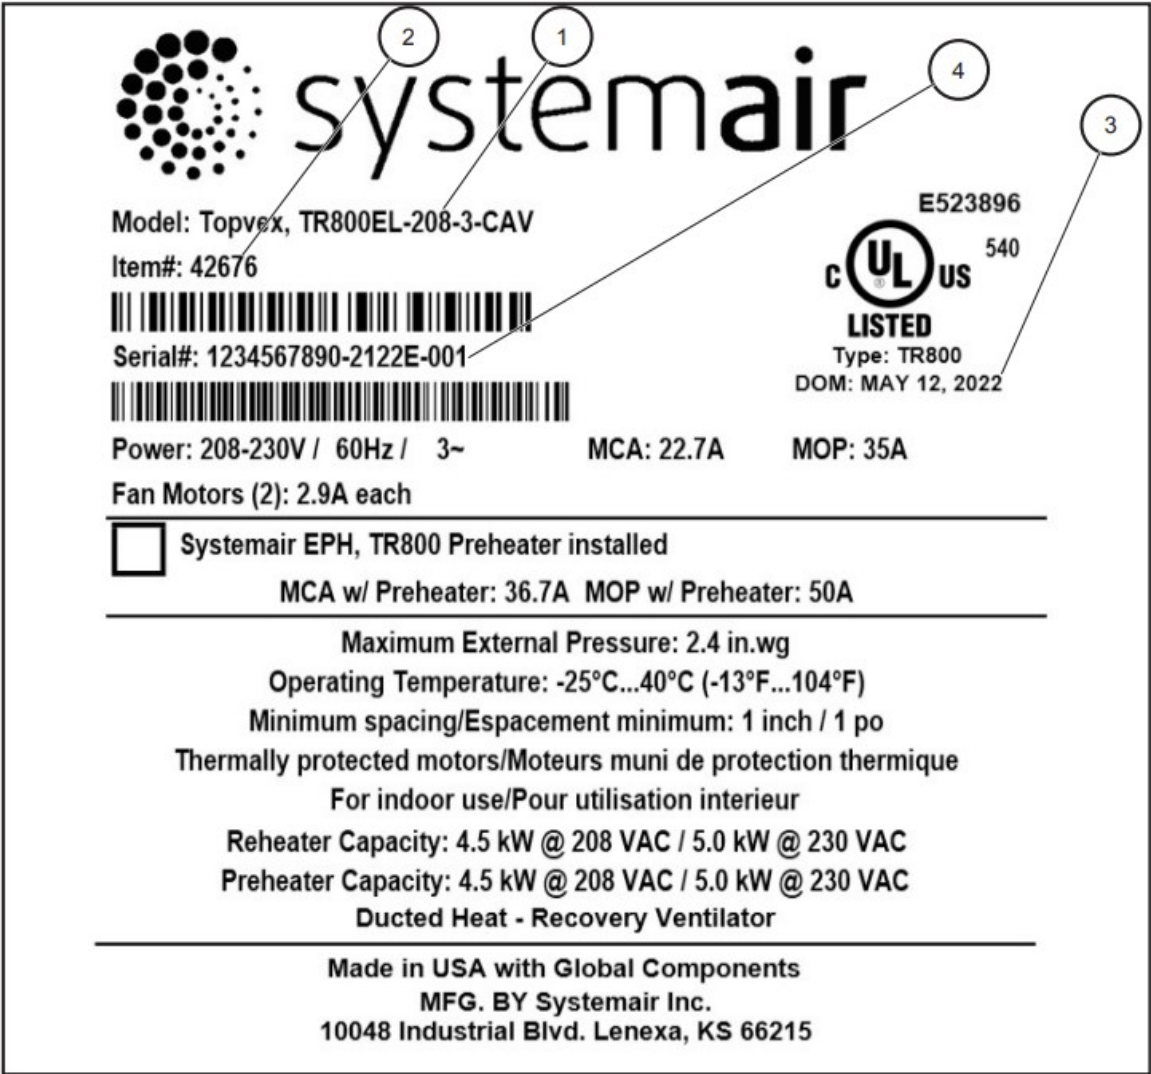 2
1
4
3
systemair
Model: Topvex, TR800EL-208-3-CAV
E523896
Item#: 42676
540
C UL ® US
LISTED
Serial#: 1234567890-2122E-001
Type: TR800
DOM: MAY 12, 2022
Power: 208-230V / 60Hz / 3~ MCA: 22.7A MOP: 35A
Fan Motors (2): 2.9A each
Systemair EPH, TR800 Preheater installed
MCA w/ Preheater: 36.7A MOP w/ Preheater: 50A
Maximum External Pressure: 2.4 in.wg
Operating Temperature: -25°C...40°C (-13°F...104°F)
Minimum spacing/Espacement minimum: 1 inch / 1 po
Thermally protected motors/Moteurs muni de protection thermique
For indoor use/Pour utilisation interieur
Reheater Capacity: 4.5 kW @ 208 VAC / 5.0 kW @ 230 VAC
Preheater Capacity: 4.5 kW @ 208 VAC / 5.0 kW @ 230 VAC
Ducted Heat - Recovery Ventilator
Made in USA with Global Components
MFG. BY Systemair Inc.
10048 Industrial Blvd. Lenexa, KS 66215